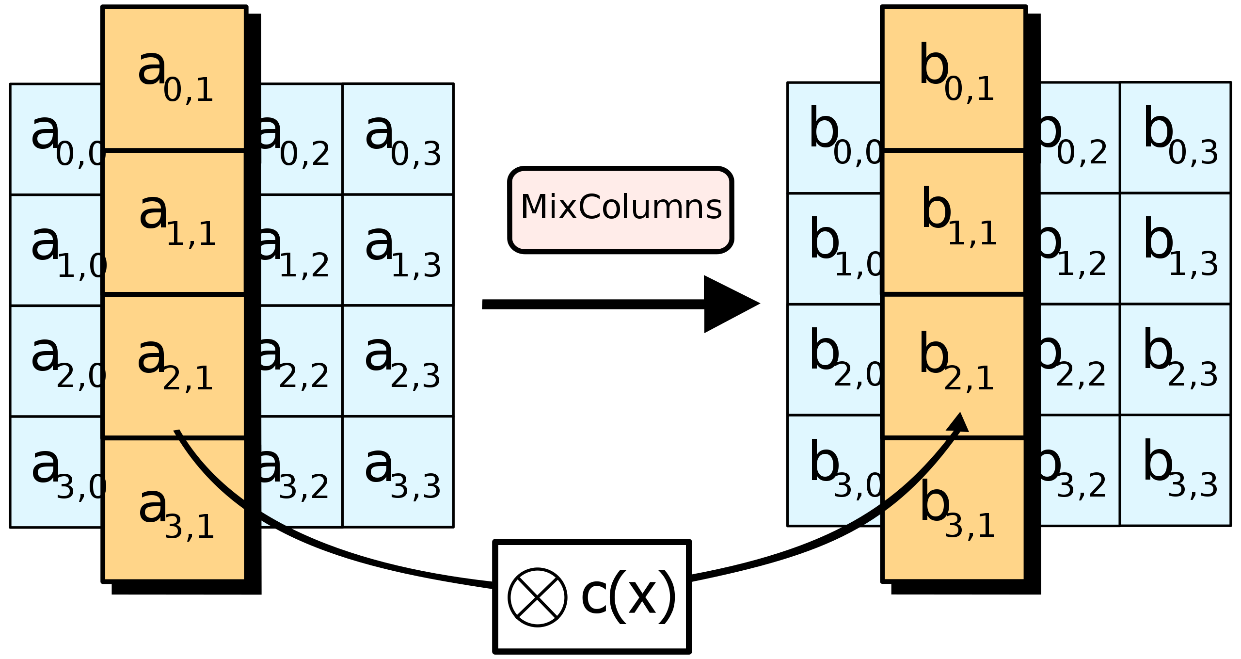 a0,1
a0,0 a0,2 a0,3
a1,1
a1,0 a1,2 a1,3
a2,1
a2,0 a2,2 a2,3
a3,1
a3,0 a3,2 a3,3
MixColumns
b0,1
b0,0 b0,2 b0,3
b1,1
b1,0 b1,2 b1,3
b2,1
b2,0 b2,2 b2,3
b3,1
b3,0 b3,2 b3,3
⊗ c(x)